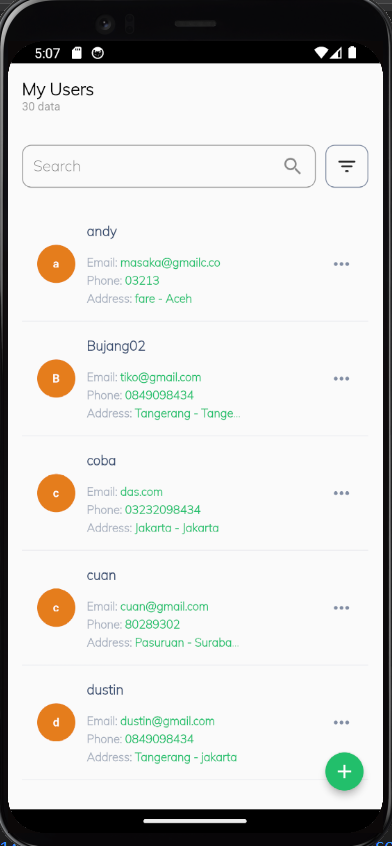 5:07
My Users
30 data
Search
andy
a
Email: masaka@gmailc.co
Phone: 03213
Address: fare - Aceh
Bujang02
B
Email: tiko@gmail.com
Phone: 0849098434
Address: Tangerang - Tange...
coba
c
Email: das.com
Phone: 03232098434
Address: Jakarta - Jakarta
cuan
c
Email: cuan@gmail.com
Phone: 80289302
Address: Pasuruan - Suraba...
dustin
d
Email: dustin@gmail.com
Phone: 0849098434
Address: Tangerang - jakarta